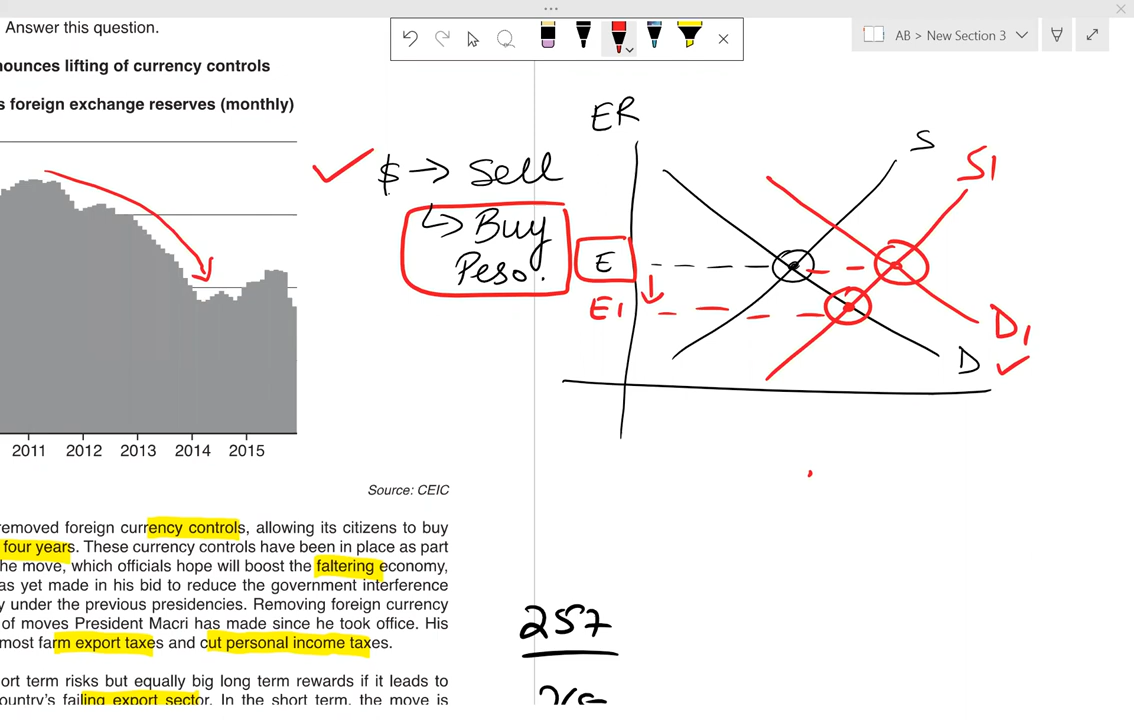 Answer this question.
AB > New Section 3
nounces lifting of currency controls
s foreign exchange reserves (monthly)
ER
S
$ → Sell
S1
↳ Buy
Peso.
E
E1
D1
D
2011 2012 2013 2014 2015
Source: CEIC
removed foreign currency controls, allowing its citizens to buy
four years. These currency controls have been in place as part
he move, which officials hope will boost the faltering economy,
as yet made in his bid to reduce the government interference
y under the previous presidencies. Removing foreign currency
of moves President Macri has made since he took office. His
most farm export taxes and cut personal income taxes.
257
ort term risks but equally big long term rewards if it leads to
ountry's failing export sector. In the short term, the move is